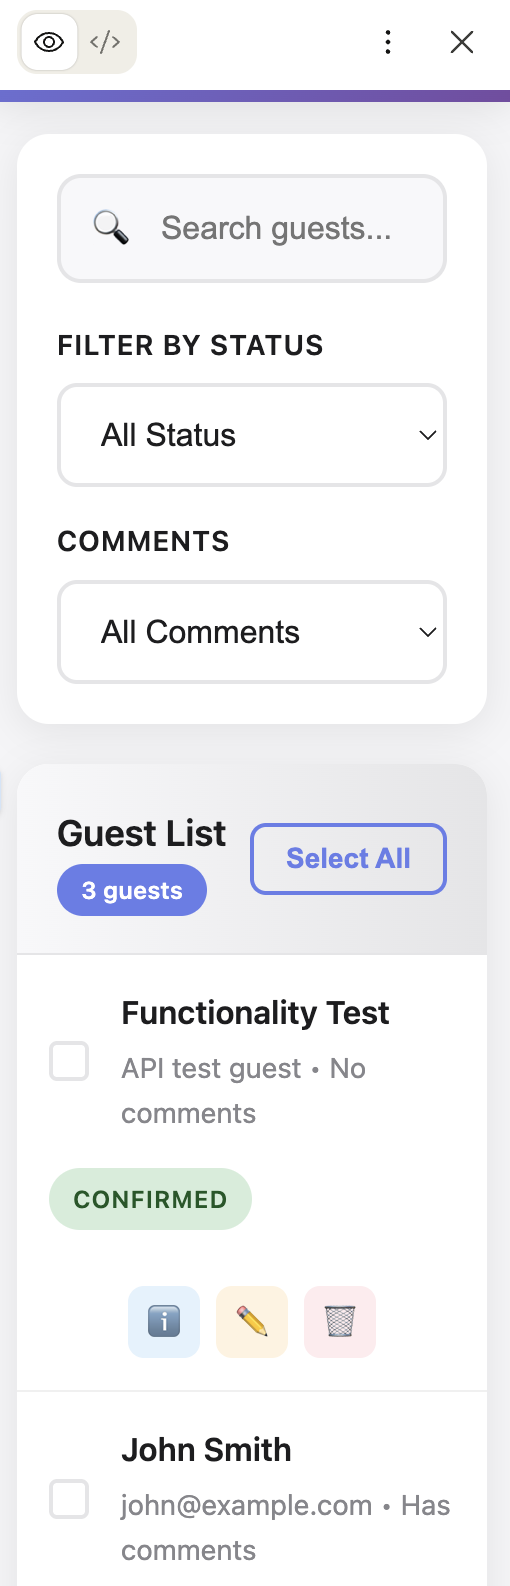 </>
Search guests...
FILTER BY STATUS
All Status
COMMENTS
All Comments
Guest List
Select All
3 guests
Functionality Test
API test guest • No
comments
CONFIRMED
i
John Smith
john@example.com • Has
comments